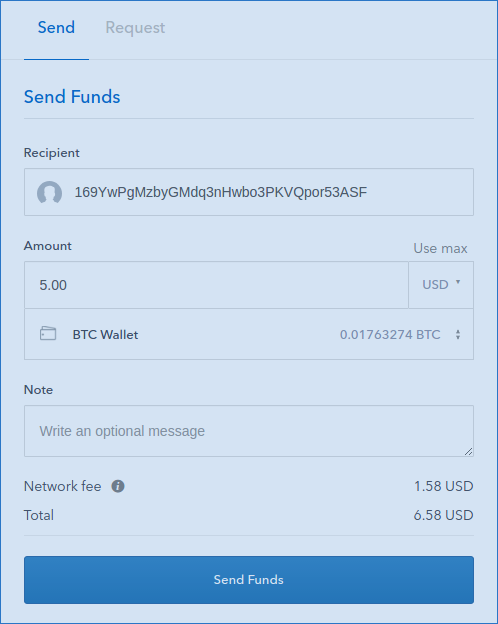 Send Request
Send Funds
Recipient
169YwPgMzbyGMdq3nHwbo3PKVQpor53ASF
Amount Use max
5.00 USD
BTC Wallet 0.01763274 BTC
Note
Write an optional message
Network fee 1.58 USD
Total 6.58 USD
Send Funds